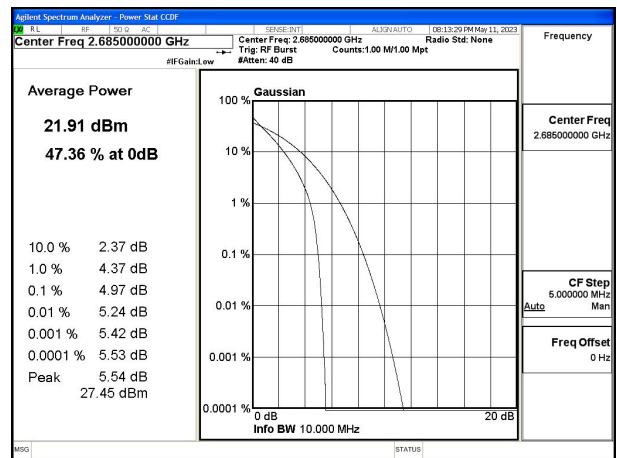 Agilent Spectrum Analyzer - Power Stat CCDF
RL RF 50 Ω AC SENSE:INT ALIGN AUTO 08:13:29 PM May 11, 2023
Center Freq 2.685000000 GHz
Center Freq: 2.685000000 GHz Radio Std: None
Trig: RF Burst Counts:1.00 M/1.00 Mpt
#IFGain:Low #Atten: 40 dB
Frequency
Average Power
21.91 dBm
47.36 % at 0dB
10.0 % 2.37 dB
1.0 % 4.37 dB
0.1 % 4.97 dB
0.01 % 5.24 dB
0.001 % 5.42 dB
0.0001 % 5.53 dB
Peak 5.54 dB
27.45 dBm
Gaussian
100 %
10 %
1 %
0.1 %
0.01 %
0.001 %
0.0001 %
0 dB 20 dB
Info BW 10.000 MHz
Center Freq
2.685000000 GHz
CF Step
5.000000 MHz
Auto Man
Freq Offset
0 Hz
MSG STATUS